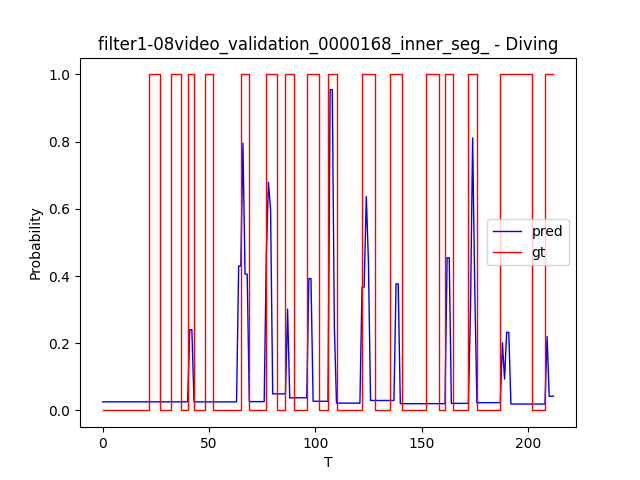 filter1-08video_validation_0000168_inner_seg_ - Diving
1.0
0.8
0.6
0.4
0.2
0.0
Probability
pred
gt
0
50
100
150
200
T